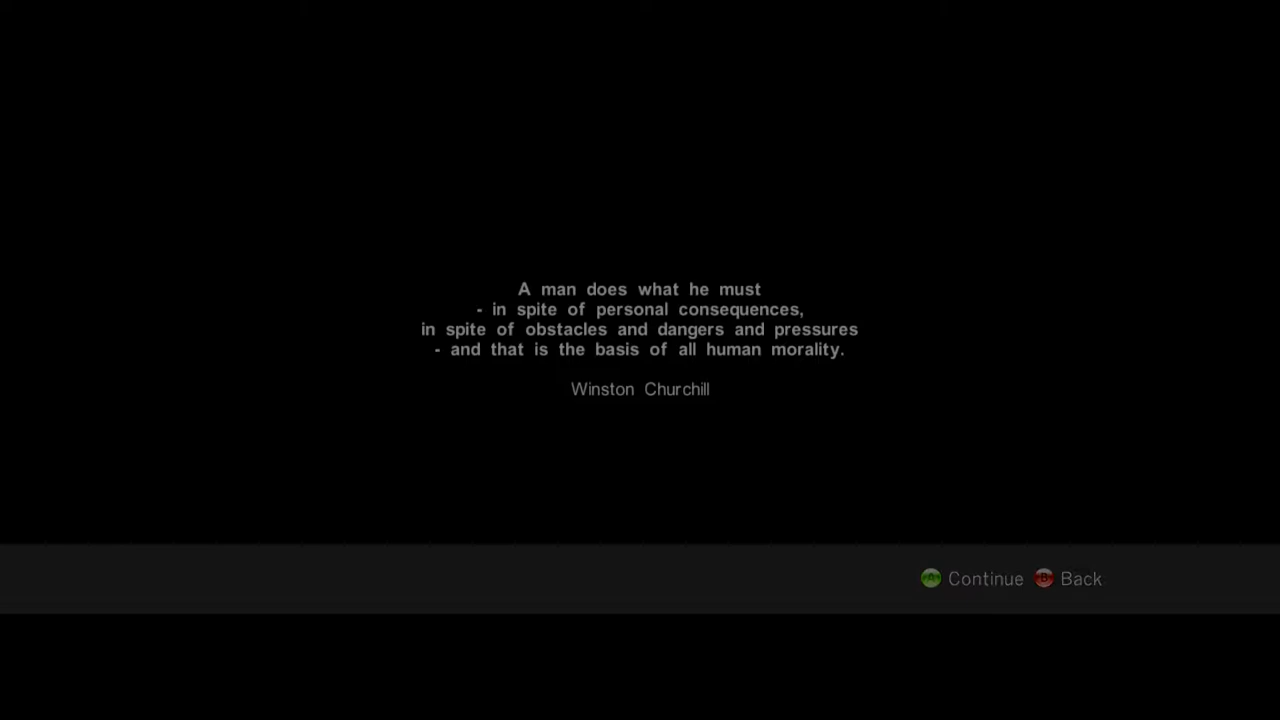 A man does what he must
- in spite of personal consequences,
in spite of obstacles and dangers and pressures
- and that is the basis of all human morality.
Winston Churchill
A Continue B Back